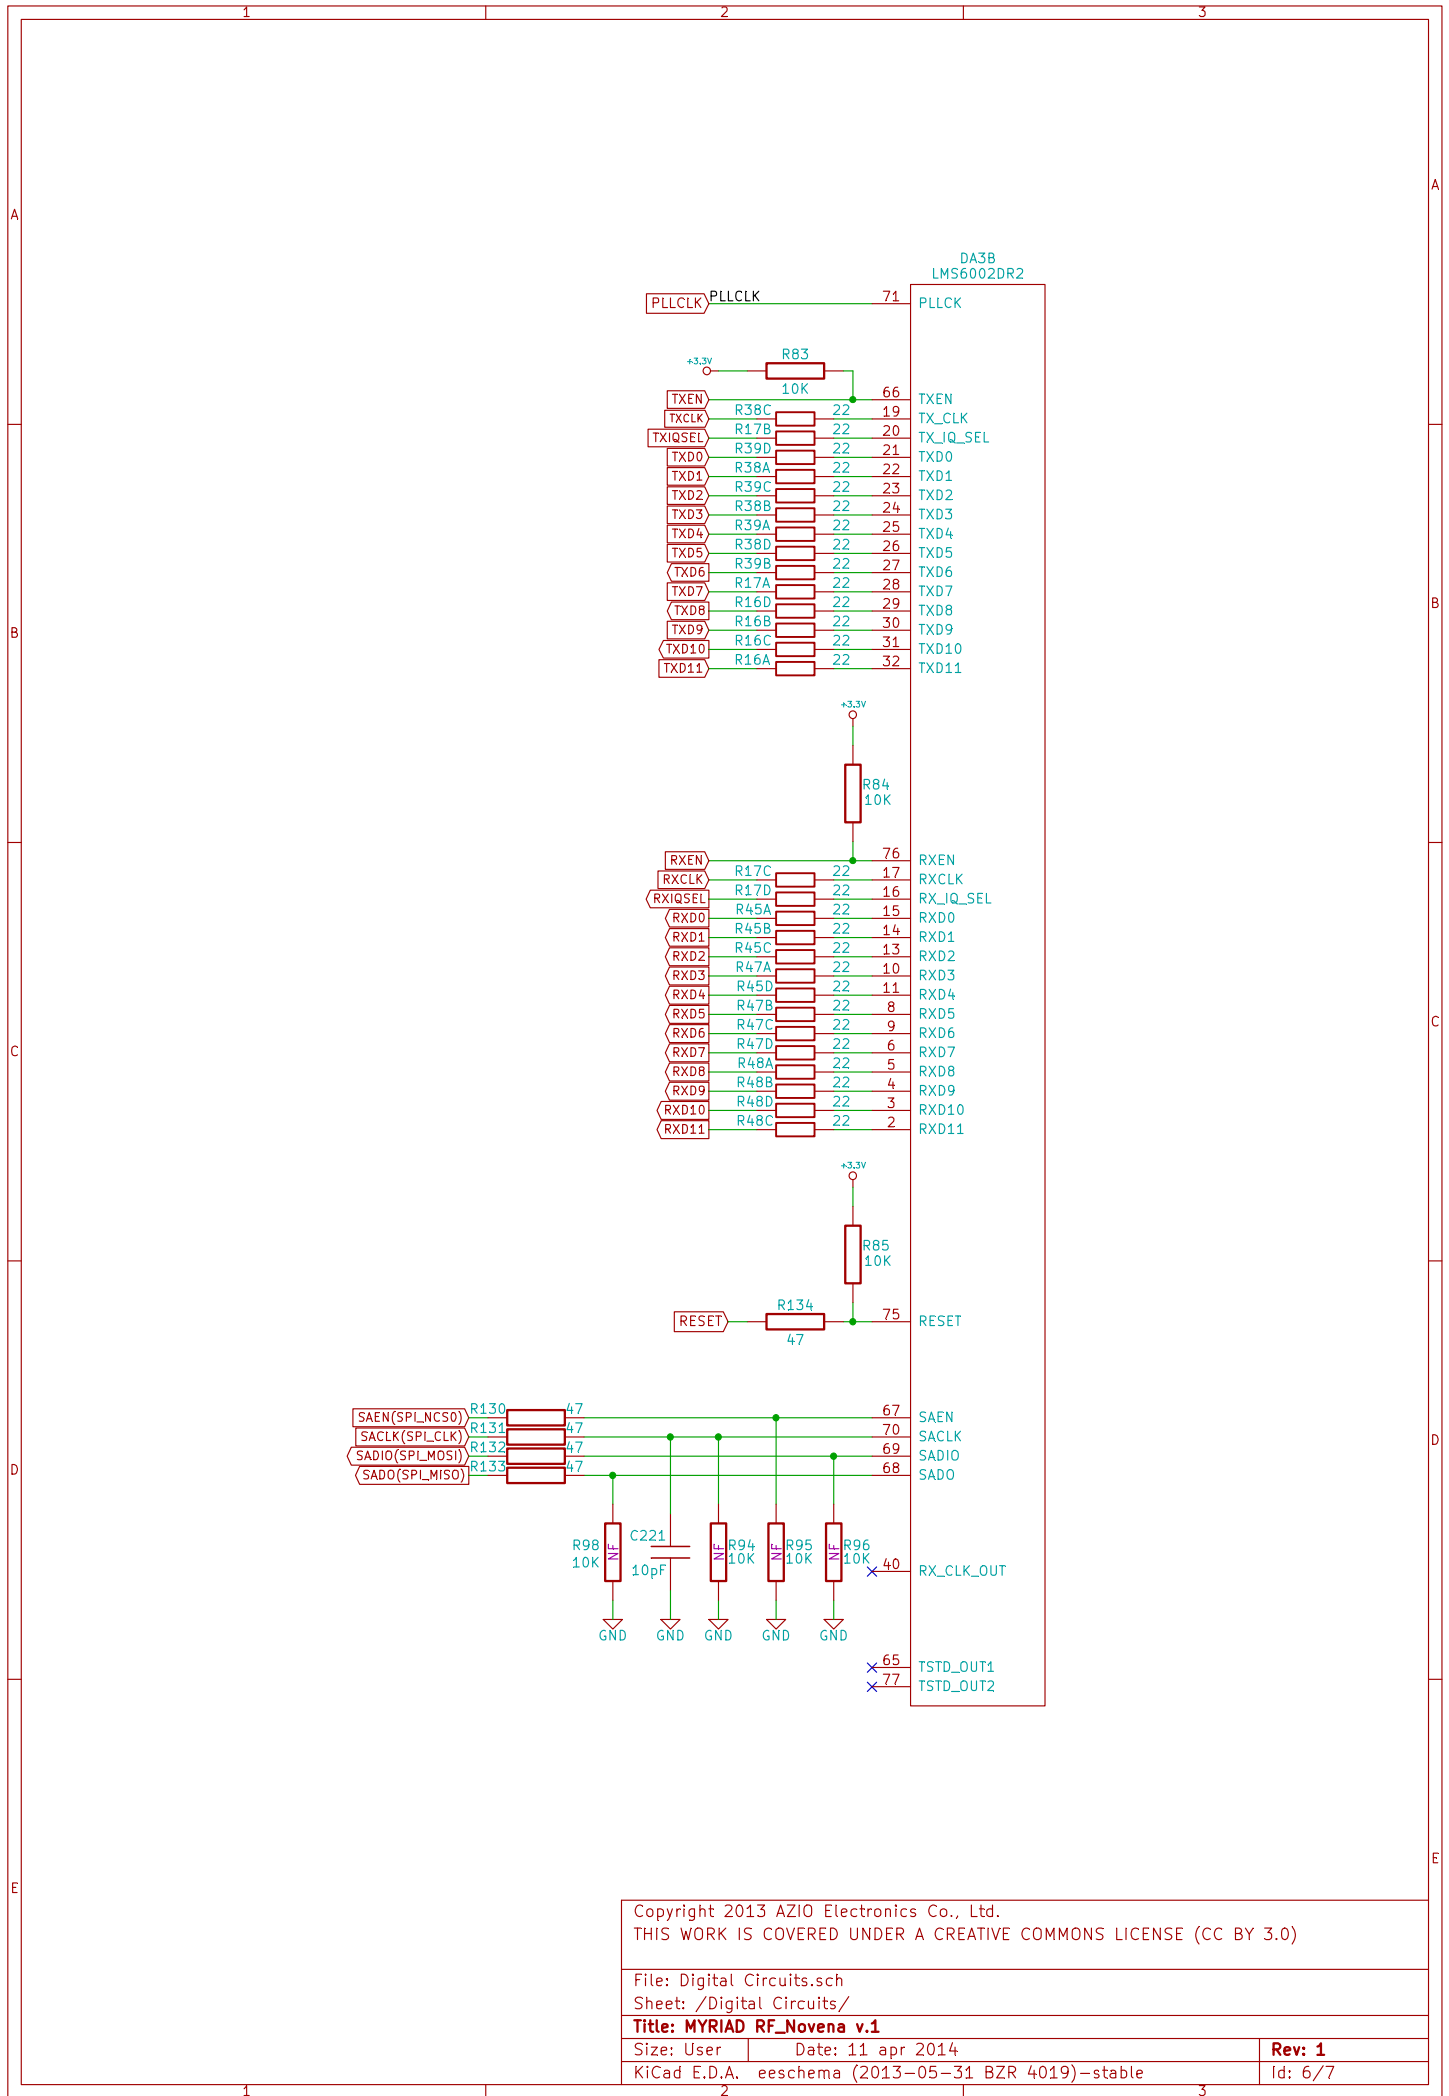 1 2 3
A A
DA3B
LMS6002DR2
PLLCLK PLLCLK 71 PLLCK
+3.3V R83
10K
TXEN 66 TXEN
TXCLK R38C 22 19 TX_CLK
TXIQSEL R17B 22 20 TX_IQ_SEL
TXD0 R39D 22 21 TXD0
TXD1 R38A 22 22 TXD1
TXD2 R39C 22 23 TXD2
TXD3 R38B 22 24 TXD3
TXD4 R39A 22 25 TXD4
TXD5 R38D 22 26 TXD5
TXD6 R39B 22 27 TXD6
TXD7 R17A 22 28 TXD7
TXD8 R16D 22 29 TXD8
B TXD9 R16B 22 30 TXD9 B
TXD10 R16C 22 31 TXD10
TXD11 R16A 22 32 TXD11
+3.3V
R84
10K
RXEN 76 RXEN
RXCLK R17C 22 17 RXCLK
RXIQSEL R17D 22 16 RX_IQ_SEL
RXD0 R45A 22 15 RXD0
RXD1 R45B 22 14 RXD1
RXD2 R45C 22 13 RXD2
RXD3 R47A 22 10 RXD3
RXD4 R45D 22 11 RXD4
RXD5 R47B 22 8 RXD5
RXD6 R47C 22 9 RXD6
C RXD7 R47D 22 6 RXD7 C
RXD8 R48A 22 5 RXD8
RXD9 R48B 22 4 RXD9
RXD10 R48D 22 3 RXD10
RXD11 R48C 22 2 RXD11
+3.3V
R85
10K
R134
RESET 75 RESET
47
SAEN(SPI_NCS0) R130 47 67 SAEN
SACLK(SPI_CLK) R131 47 70 SACLK
SADIO(SPI_MOSI) R132 47 69 SADIO
D SADO(SPI_MISO) R133 47 68 SADO D
R98 NF C221 NF R94 NF R95 NF R96
10K 10pF 10K 10K 10K
40 RX_CLK_OUT
GND GND GND GND GND
65 TSTD_OUT1
77 TSTD_OUT2
E E
Copyright 2013 AZIO Electronics Co., Ltd.
THIS WORK IS COVERED UNDER A CREATIVE COMMONS LICENSE (CC BY 3.0)
File: Digital Circuits.sch
Sheet: /Digital Circuits/
Title: MYRIAD RF_Novena v.1
Size: User Date: 11 apr 2014 Rev: 1
KiCad E.D.A. eeschema (2013-05-31 BZR 4019)-stable Id: 6/7
1 2 3